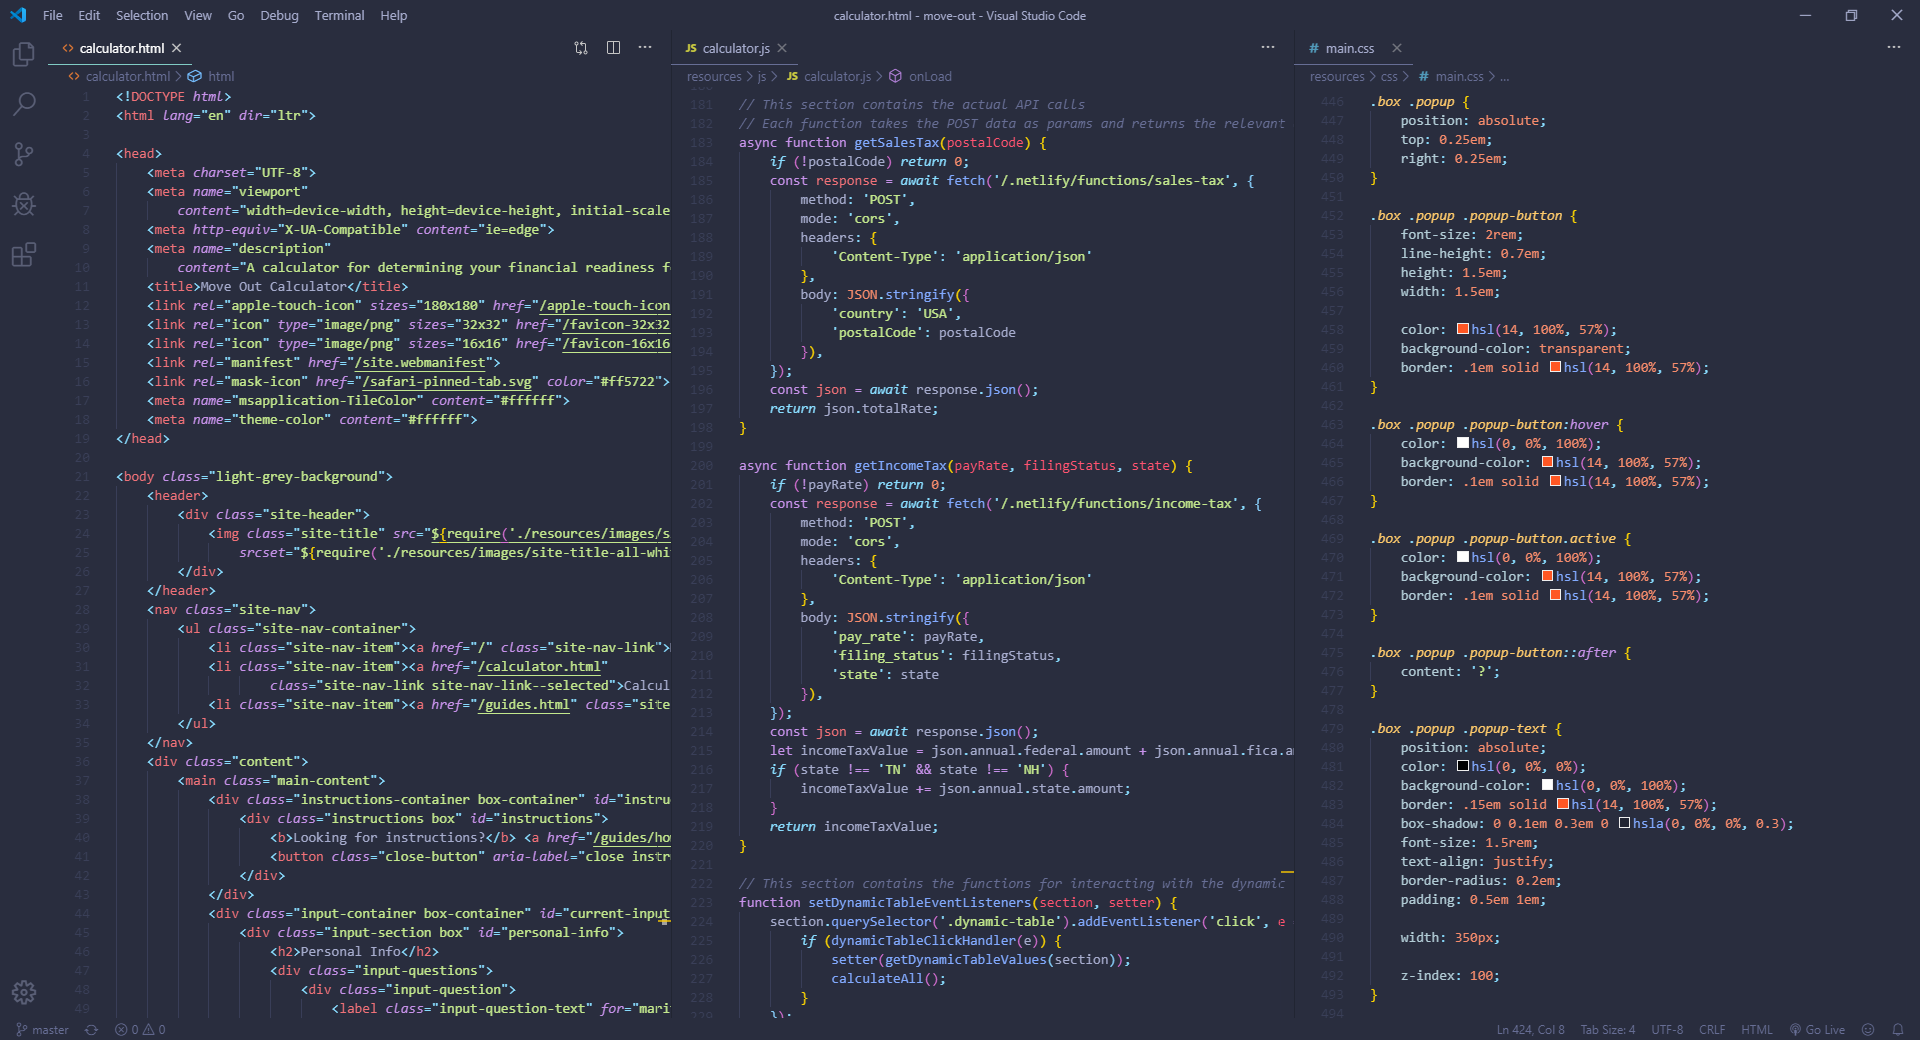 File Edit Selection View Go Debug Terminal Help
calculator.html - move-out - Visual Studio Code
calculator.html
calculator.html > html
1 <!DOCTYPE html>
2 <html lang="en" dir="ltr">
3
4 <head>
5 <meta charset="UTF-8">
6 <meta name="viewport"
7 content="width=device-width, height=device-height, initial-scale
8 <meta http-equiv="X-UA-Compatible" content="ie=edge">
9 <meta name="description"
10 content="A calculator for determining your financial readiness f
11 <title>Move Out Calculator</title>
12 <link rel="apple-touch-icon" sizes="180x180" href="/apple-touch-icon
13 <link rel="icon" type="image/png" sizes="32x32" href="/favicon-32x32
14 <link rel="icon" type="image/png" sizes="16x16" href="/favicon-16x16
15 <link rel="manifest" href="/site.webmanifest">
16 <link rel="mask-icon" href="/safari-pinned-tab.svg" color="#ff5722">
17 <meta name="msapplication-TileColor" content="#ffffff">
18 <meta name="theme-color" content="#ffffff">
19 </head>
20
21 <body class="light-grey-background">
22 <header>
23 <div class="site-header">
24 <img class="site-title" src="${require('./resources/images/s
25 srcset="${require('./resources/images/site-title-all-whi
26 </div>
27 </header>
28 <nav class="site-nav">
29 <ul class="site-nav-container">
30 <li class="site-nav-item"><a href="/" class="site-nav-link">
31 <li class="site-nav-item"><a href="/calculator.html"
32 class="site-nav-link site-nav-link--selected">Calcul
33 <li class="site-nav-item"><a href="/guides.html" class="site
34 </ul>
35 </nav>
36 <div class="content">
37 <main class="main-content">
38 <div class="instructions-container box-container" id="instru
39 <div class="instructions box" id="instructions">
40 <b>Looking for instructions?</b> <a href="/guides/ho
41 <button class="close-button" aria-label="close instr
42 </div>
43 </div>
44 <div class="input-container box-container" id="current-input
45 <div class="input-section box" id="personal-info">
46 <h2>Personal Info</h2>
47 <div class="input-questions">
48 <div class="input-question">
49 <label class="input-question-text" for="mari
JS calculator.js
resources > js > JS calculator.js > onLoad
181 // This section contains the actual API calls
182 // Each function takes the POST data as params and returns the relevant
183 async function getSalesTax(postalCode) {
184 if (!postalCode) return 0;
185 const response = await fetch('/.netlify/functions/sales-tax', {
186 method: 'POST',
187 mode: 'cors',
188 headers: {
189 'Content-Type': 'application/json'
190 },
191 body: JSON.stringify({
192 'country': 'USA',
193 'postalCode': postalCode
194 }),
195 });
196 const json = await response.json();
197 return json.totalRate;
198 }
199
200 async function getIncomeTax(payRate, filingStatus, state) {
201 if (!payRate) return 0;
202 const response = await fetch('/.netlify/functions/income-tax', {
203 method: 'POST',
204 mode: 'cors',
205 headers: {
206 'Content-Type': 'application/json'
207 },
208 body: JSON.stringify({
209 'pay_rate': payRate,
210 'filing_status': filingStatus,
211 'state': state
212 }),
213 });
214 const json = await response.json();
215 let incomeTaxValue = json.annual.federal.amount + json.annual.fica.a
216 if (state !== 'TN' && state !== 'NH') {
217 incomeTaxValue += json.annual.state.amount;
218 }
219 return incomeTaxValue;
220 }
221
222 // This section contains the functions for interacting with the dynamic
223 function setDynamicTableEventListeners(section, setter) {
224 section.querySelector('.dynamic-table').addEventListener('click', e
225 if (dynamicTableClickHandler(e)) {
226 setter(getDynamicTableValues(section));
227 calculateAll();
228 }
229 });
# main.css
resources > css > # main.css > ...
446 .box .popup {
447 position: absolute;
448 top: 0.25em;
449 right: 0.25em;
450 }
451
452 .box .popup .popup-button {
453 font-size: 2rem;
454 line-height: 0.7em;
455 height: 1.5em;
456 width: 1.5em;
457
458 color: hsl(14, 100%, 57%);
459 background-color: transparent;
460 border: .1em solid hsl(14, 100%, 57%);
461 }
462
463 .box .popup .popup-button:hover {
464 color: hsl(0, 0%, 100%);
465 background-color: hsl(14, 100%, 57%);
466 border: .1em solid hsl(14, 100%, 57%);
467 }
468
469 .box .popup .popup-button.active {
470 color: hsl(0, 0%, 100%);
471 background-color: hsl(14, 100%, 57%);
472 border: .1em solid hsl(14, 100%, 57%);
473 }
474
475 .box .popup .popup-button::after {
476 content: '?';
477 }
478
479 .box .popup .popup-text {
480 position: absolute;
481 color: hsl(0, 0%, 0%);
482 background-color: hsl(0, 0%, 100%);
483 border: .15em solid hsl(14, 100%, 57%);
484 box-shadow: 0 0.1em 0.3em 0 hsla(0, 0%, 0%, 0.3);
485 font-size: 1.5rem;
486 text-align: justify;
487 border-radius: 0.2em;
488 padding: 0.5em 1em;
489
490 width: 350px;
491
492 z-index: 100;
493 }
494
master 0 0
Ln 424, Col 8 Tab Size: 4 UTF-8 CRLF HTML Go Live